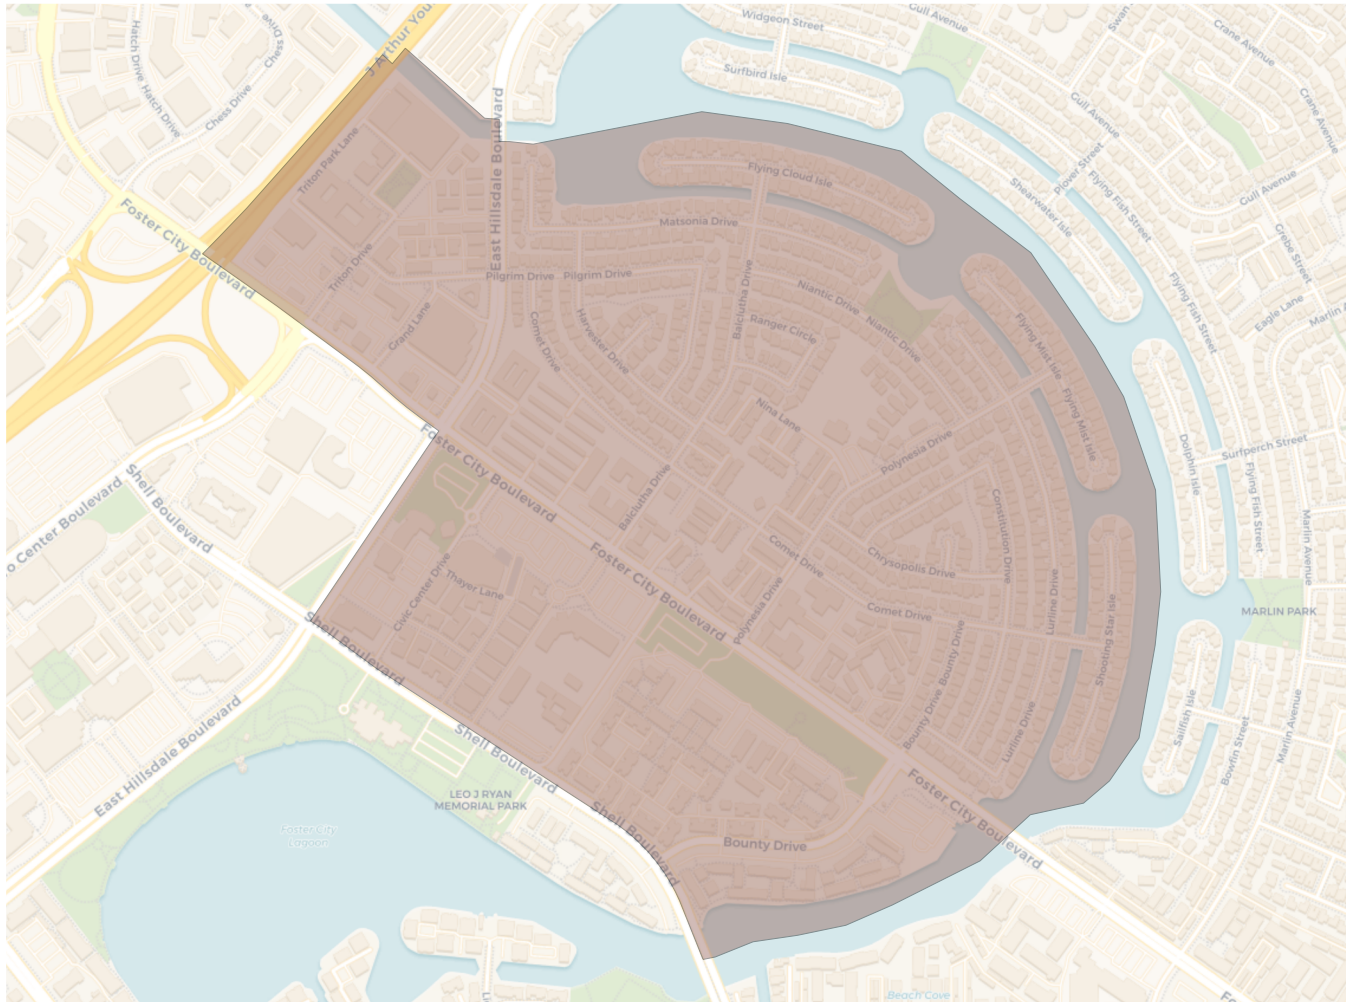 Widgeon Street
Gull Avenue
Swan
Crane Avenue
Hatch Drive
Hatch Drive
Chess Drive
Chess Drive
J Arthur You
Surfbird Isle
Gull Avenue
Crane Avenue
East Hillsdale Boulevard
Triton Park Lane
Flying Cloud Isle
Plover Street
Flying Fish Street
Shearwater Isle
Gull Avenue
Foster City Boulevard
Matsonia Drive
Grebe Street
Triton Drive
Pilgrim Drive
Pilgrim Drive
Balclutha Drive
Niantic Drive
Niantic Drive
Flying Fish Street
Eagle Lane
Marlin A
Grand Lane
Comet Drive
Harvester Drive
Ranger Circle
Flying Mist Isle
Flying Mist Isle
Nina Lane
Foster City Boulevard
Polynesia Drive
Dolphin Isle
Surfperch Street
Flying Fish Street
Shell Boulevard
o Center Boulevard
Balclutha Drive
Constitution Drive
Marlin Avenue
Civic Center Drive
Thayer Lane
Foster City Boulevard
Comet Drive
Chrysopolis Drive
Polynesia Drive
Comet Drive
Lurline Drive
Shooting Star Isle
MARLIN PARK
Shell Boulevard
Bounty Drive
Bounty Drive
Lurline Drive
Sailfish Isle
Bowfin Street
Marlin Avenue
East Hillsdale Boulevard
Shell Boulevard
LEO J RYAN
MEMORIAL PARK
Foster City
Lagoon
Shell Boulevard
Bounty Drive
Foster City Boulevard
Beach Cove
Fo